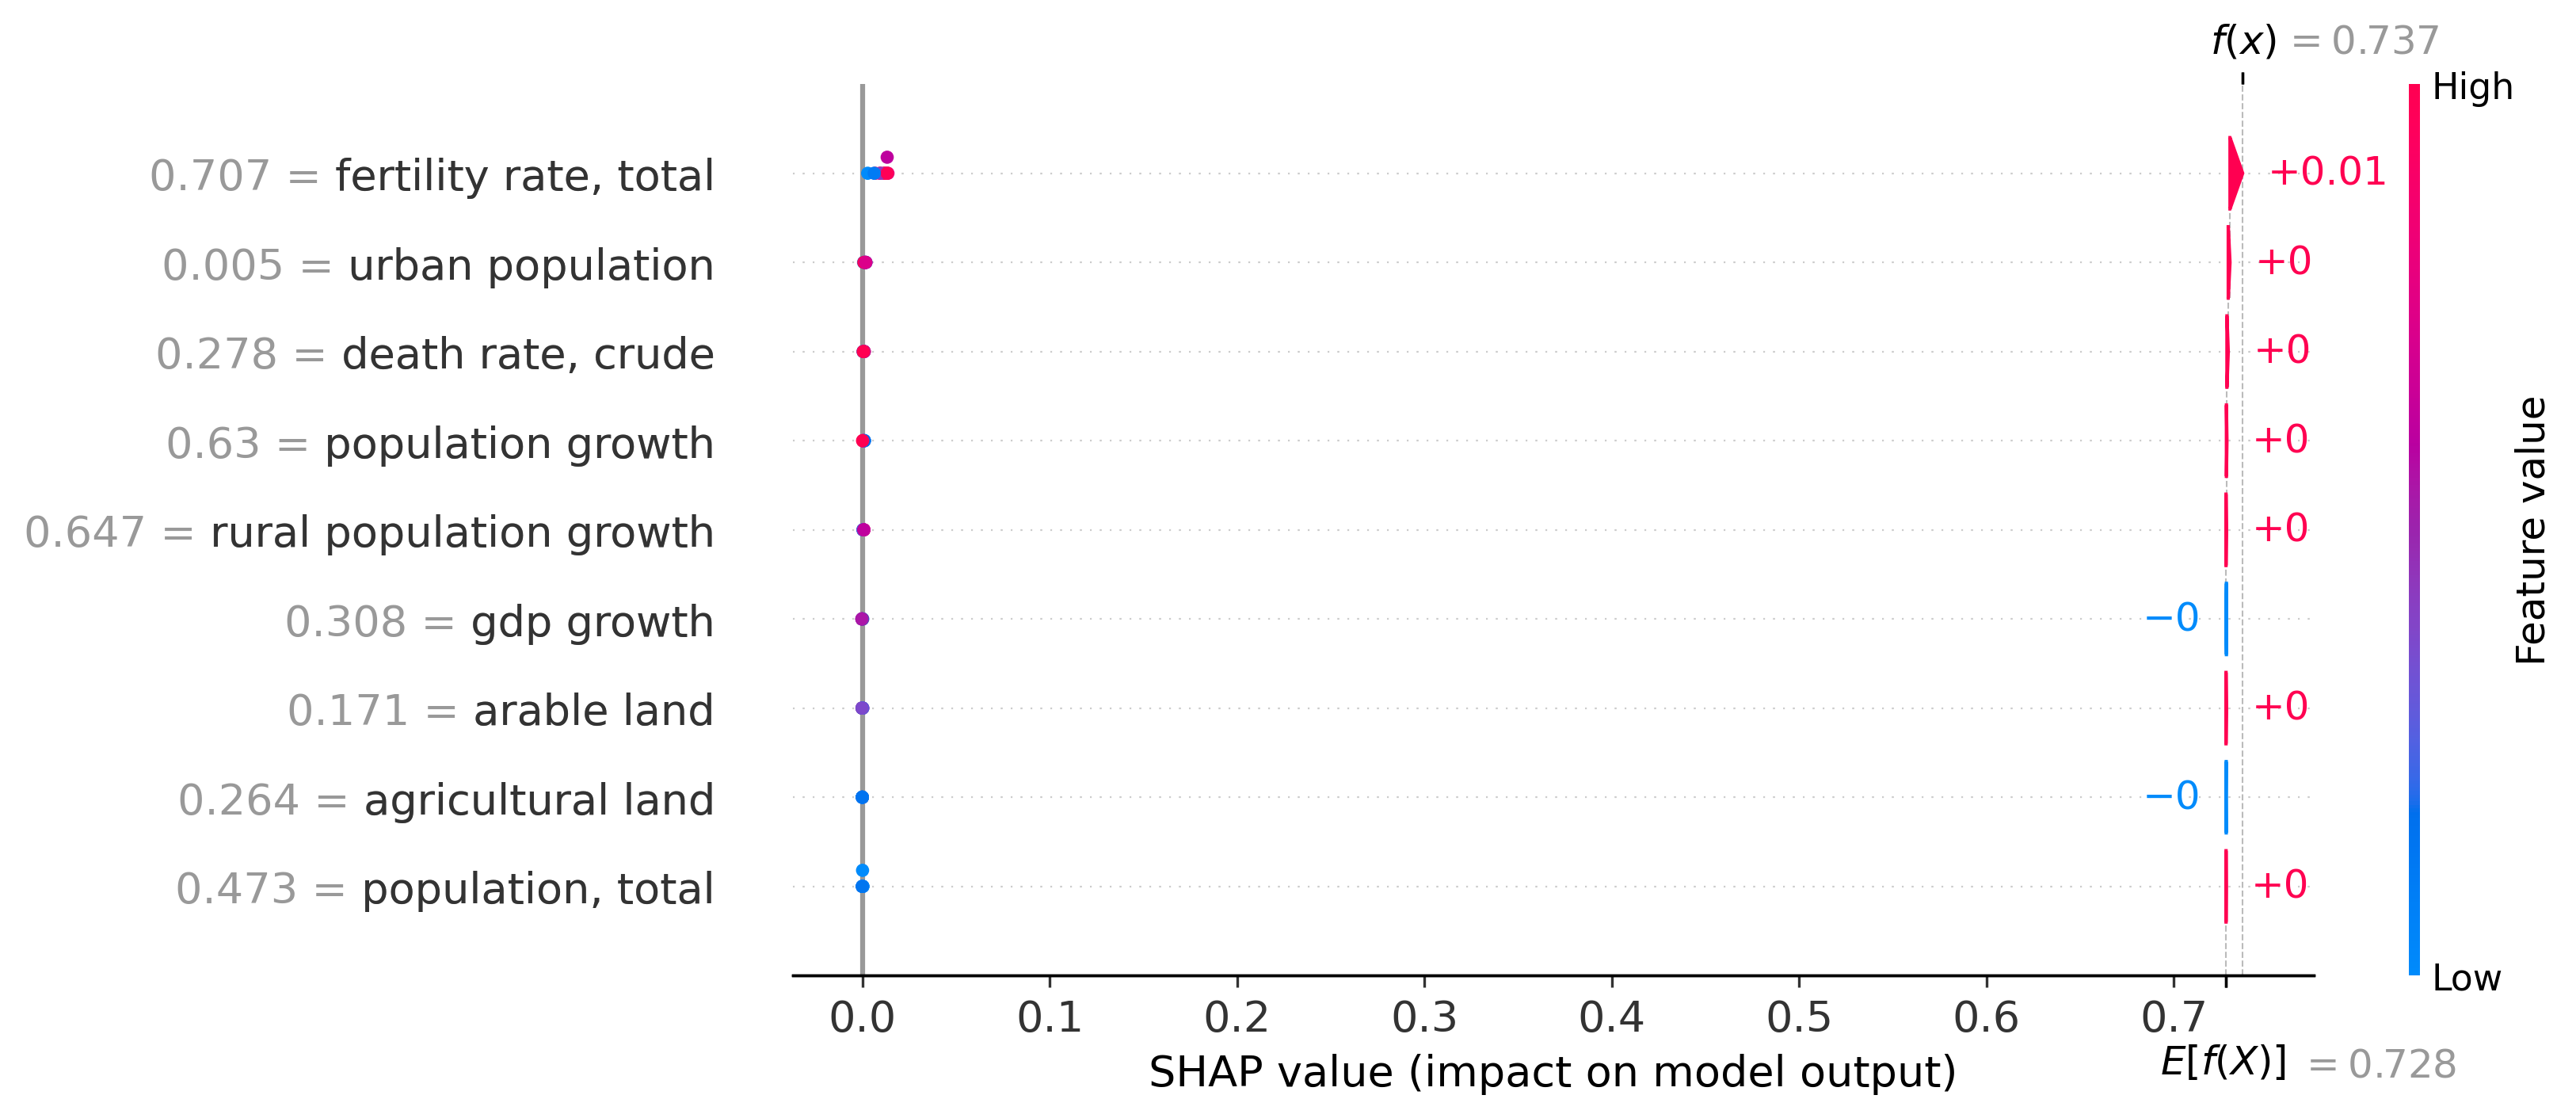 f(x) = 0.737
High
0.707 = fertility rate, total
+0.01
0.005 = urban population
+0
0.278 = death rate, crude
+0
0.63 = population growth
+0
0.647 = rural population growth
+0
0.308 = gdp growth
−0
0.171 = arable land
+0
0.264 = agricultural land
−0
0.473 = population, total
+0
Feature value
Low
0.0 0.1 0.2 0.3 0.4 0.5 0.6 0.7
E[f(X)] = 0.728
SHAP value (impact on model output)